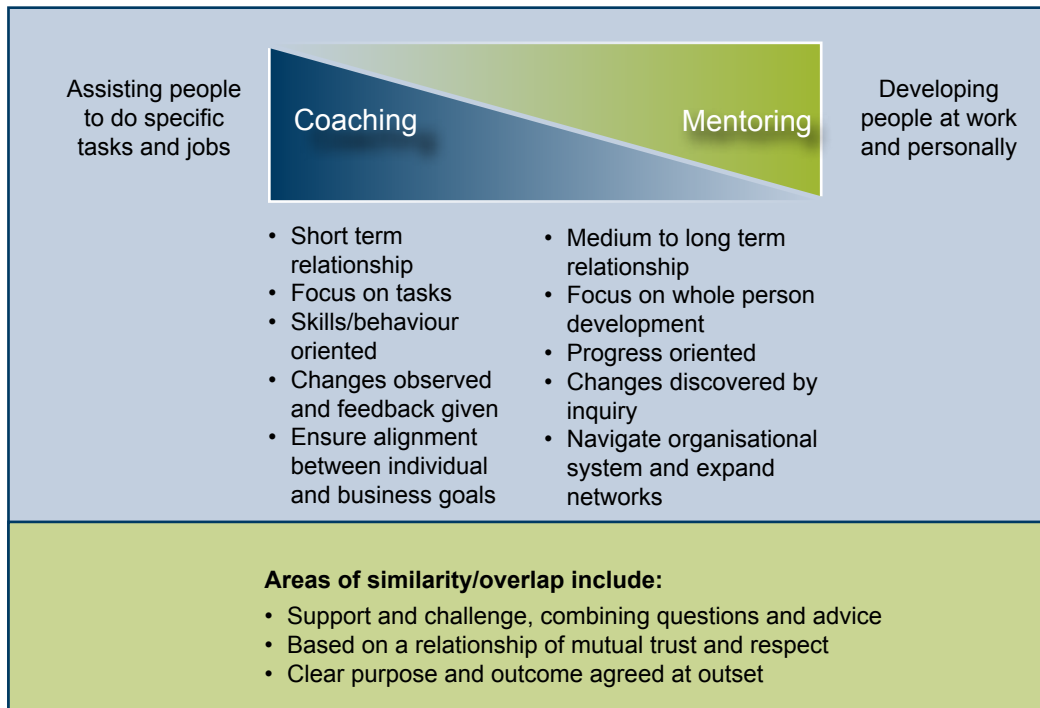 Assisting people
to do specific
tasks and jobs
Coaching
Mentoring
Developing
people at work
and personally
• Short term
relationship
• Focus on tasks
• Skills/behaviour
oriented
• Changes observed
and feedback given
• Ensure alignment
between individual
and business goals
• Medium to long term
relationship
• Focus on whole person
development
• Progress oriented
• Changes discovered by
inquiry
• Navigate organisational
system and expand
networks
Areas of similarity/overlap include:
• Support and challenge, combining questions and advice
• Based on a relationship of mutual trust and respect
• Clear purpose and outcome agreed at outset